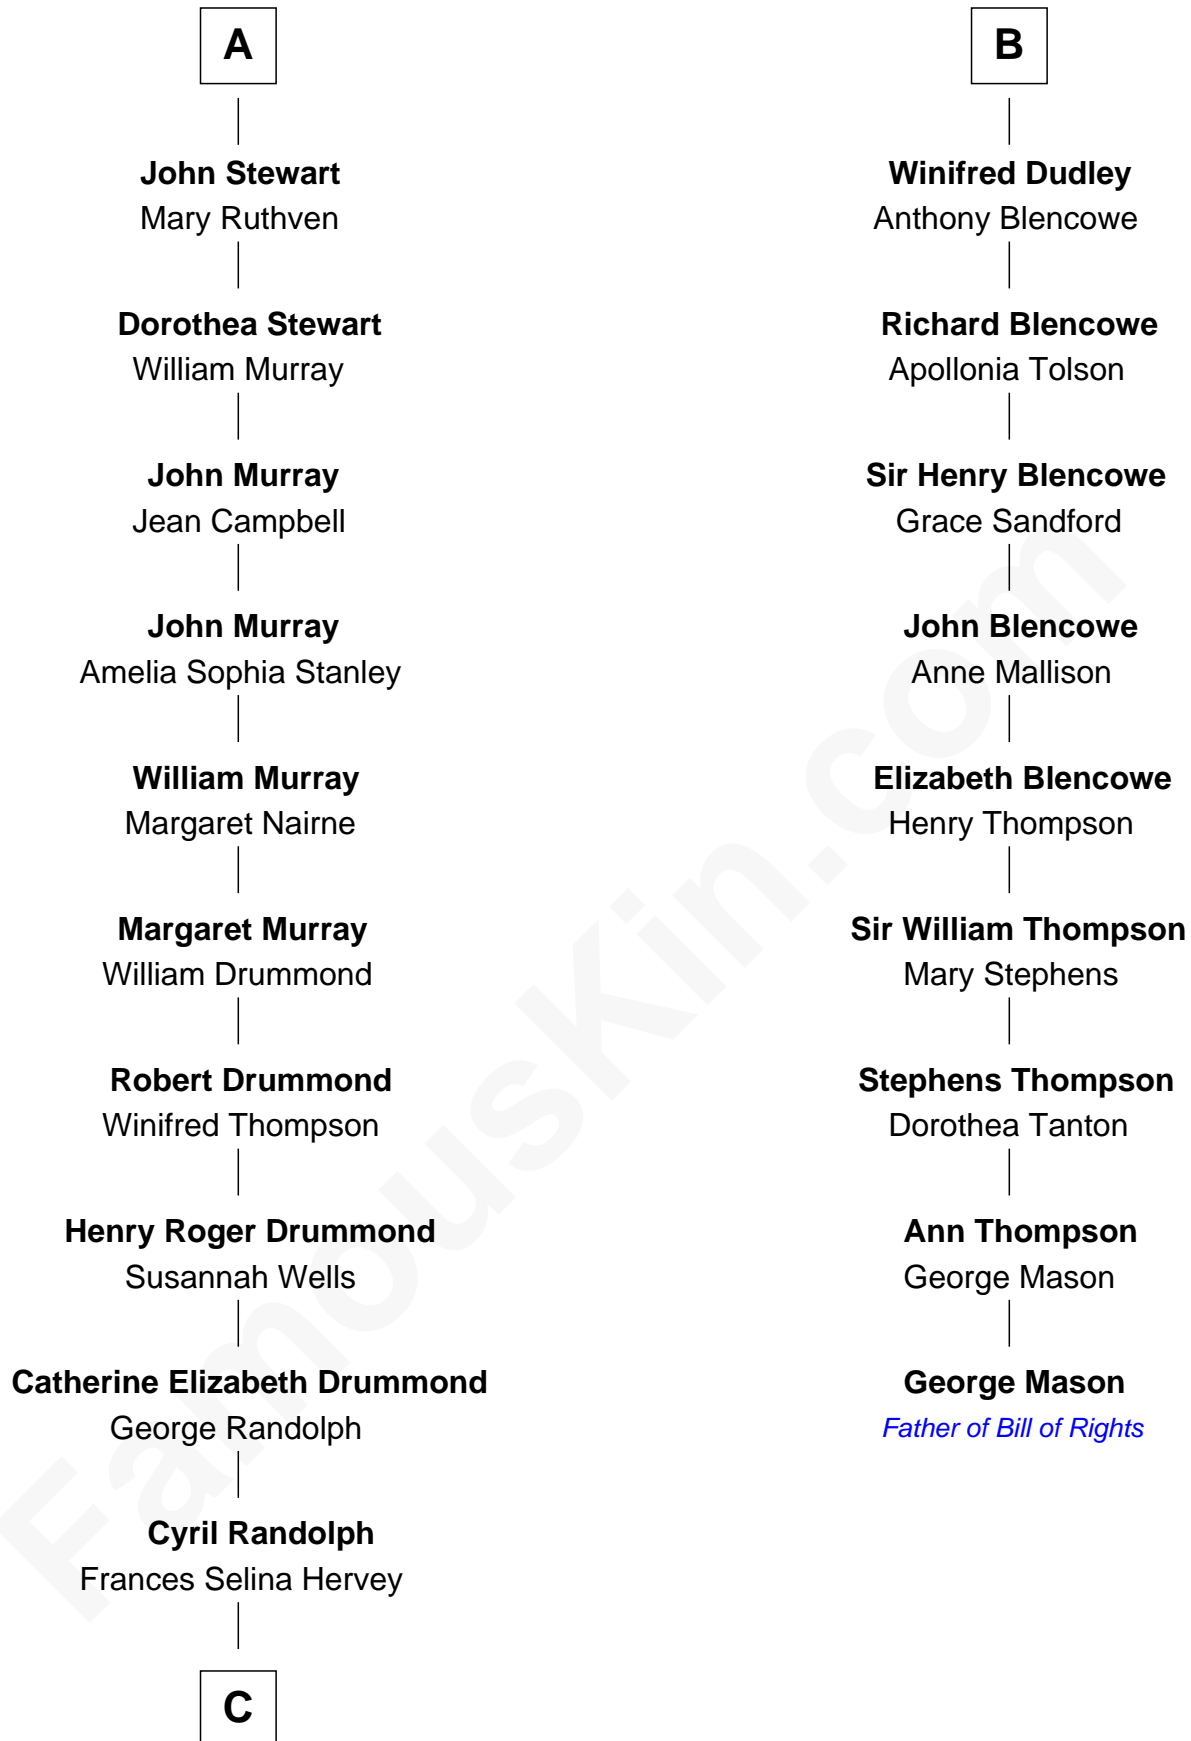 A
John Stewart
Mary Ruthven
Dorothea Stewart
William Murray
John Murray
Jean Campbell
John Murray
Amelia Sophia Stanley
William Murray
Margaret Nairne
Margaret Murray
William Drummond
Robert Drummond
Winifred Thompson
Henry Roger Drummond
Susannah Wells
Catherine Elizabeth Drummond
George Randolph
Cyril Randolph
Frances Selina Hervey
C
B
Winifred Dudley
Anthony Blencowe
Richard Blencowe
Apollonia Tolson
Sir Henry Blencowe
Grace Sandford
John Blencowe
Anne Mallison
Elizabeth Blencowe
Henry Thompson
Sir William Thompson
Mary Stephens
Stephens Thompson
Dorothea Tanton
Ann Thompson
George Mason
George Mason
Father of Bill of Rights
FamousKin.com